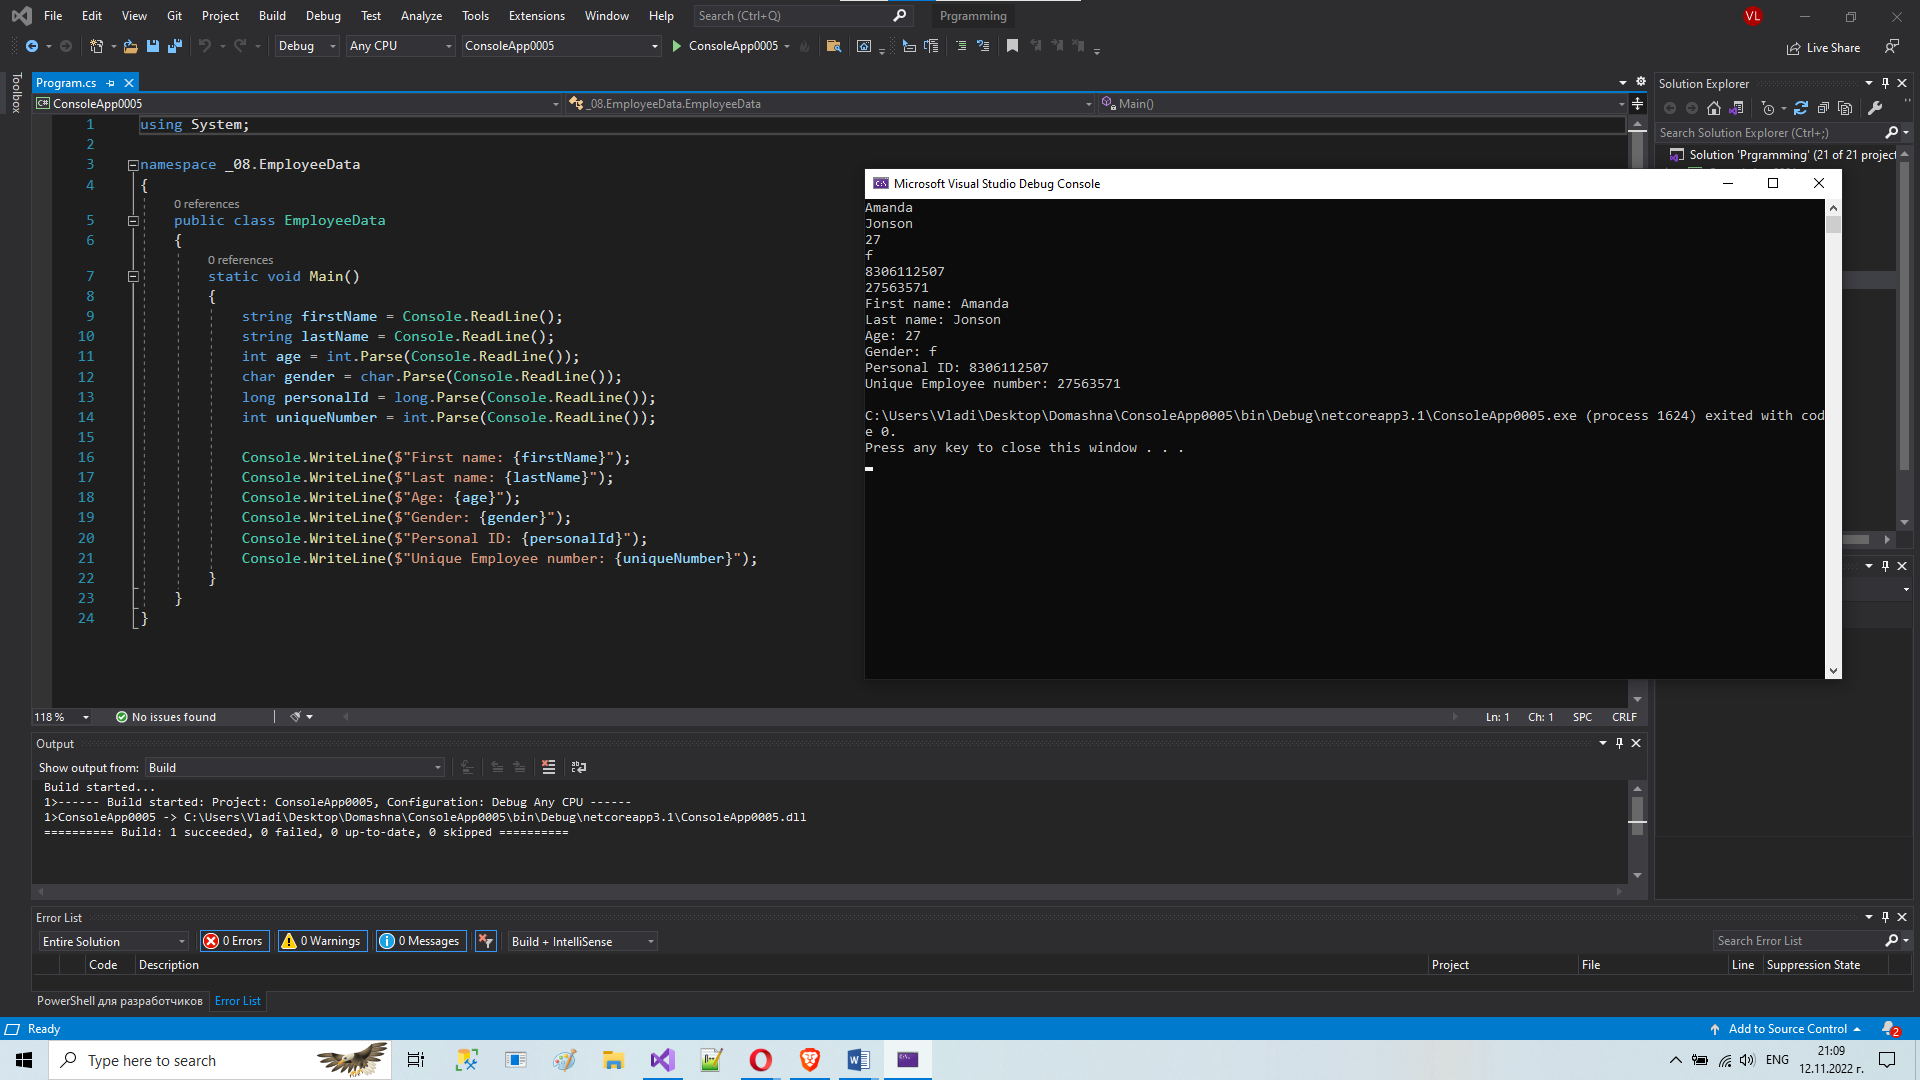 File Edit View Git Project Build Debug Test Analyze Tools Extensions Window Help Search (Ctrl+Q) Prgramming VL
Debug Any CPU ConsoleApp0005 ConsoleApp0005 Live Share
Toolbox
Program.cs
ConsoleApp0005 _08.EmployeeData.EmployeeData Main()
1 using System;
2
3 namespace _08.EmployeeData
4 {
0 references
5 public class EmployeeData
6 {
0 references
7 static void Main()
8 {
9 string firstName = Console.ReadLine();
10 string lastName = Console.ReadLine();
11 int age = int.Parse(Console.ReadLine());
12 char gender = char.Parse(Console.ReadLine());
13 long personalId = long.Parse(Console.ReadLine());
14 int uniqueNumber = int.Parse(Console.ReadLine());
15
16 Console.WriteLine($"First name: {firstName}");
17 Console.WriteLine($"Last name: {lastName}");
18 Console.WriteLine($"Age: {age}");
19 Console.WriteLine($"Gender: {gender}");
20 Console.WriteLine($"Personal ID: {personalId}");
21 Console.WriteLine($"Unique Employee number: {uniqueNumber}");
22 }
23 }
24 }
Microsoft Visual Studio Debug Console
Amanda
Jonson
27
f
8306112507
27563571
First name: Amanda
Last name: Jonson
Age: 27
Gender: f
Personal ID: 8306112507
Unique Employee number: 27563571
C:\Users\Vladi\Desktop\Domashna\ConsoleApp0005\bin\Debug\netcoreapp3.1\ConsoleApp0005.exe (process 1624) exited with cod
e 0.
Press any key to close this window . . .
Solution Explorer
Search Solution Explorer (Ctrl+;)
Solution 'Prgramming' (21 of 21 project
118 % No issues found Ln: 1 Ch: 1 SPC CRLF
Output
Show output from: Build
Build started...
1>------ Build started: Project: ConsoleApp0005, Configuration: Debug Any CPU ------
1>ConsoleApp0005 -> C:\Users\Vladi\Desktop\Domashna\ConsoleApp0005\bin\Debug\netcoreapp3.1\ConsoleApp0005.dll
========== Build: 1 succeeded, 0 failed, 0 up-to-date, 0 skipped ==========
Error List
Entire Solution 0 Errors 0 Warnings 0 Messages Build + IntelliSense Search Error List
Code Description Project File Line Suppression State
PowerShell для разработчиков Error List
Ready Add to Source Control 2
Type here to search ENG 21:09
12.11.2022 г.